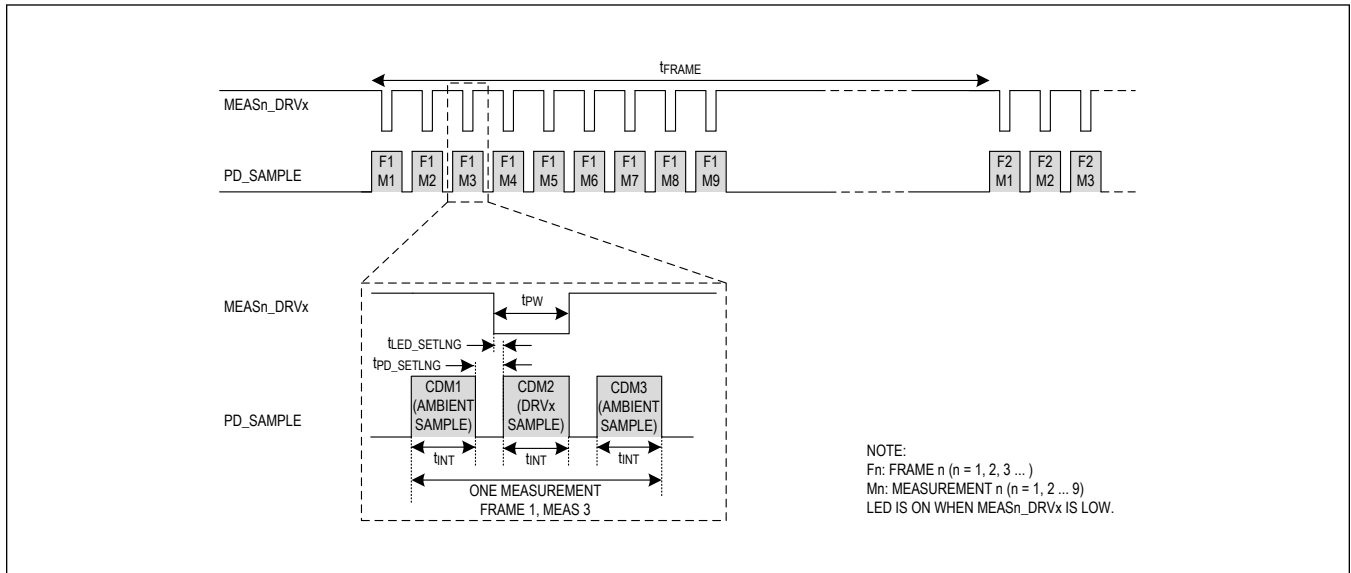 tFRAME
MEASn_DRVx
PD_SAMPLE
F1 F1 F1 F1 F1 F1 F1 F1 F1 F2 F2 F2
M1 M2 M3 M4 M5 M6 M7 M8 M9 M1 M2 M3
MEASn_DRVx
tPW
tLED_SETLNG
tPD_SETLNG
PD_SAMPLE
CDM1
(AMBIENT
SAMPLE)
CDM2
(DRVx
SAMPLE)
CDM3
(AMBIENT
SAMPLE)
tINT tINT tINT
ONE MEASUREMENT
FRAME 1, MEAS 3
NOTE:
Fn: FRAME n (n = 1, 2, 3 ... )
Mn: MEASUREMENT n (n = 1, 2 ... 9)
LED IS ON WHEN MEASn_DRVx IS LOW.